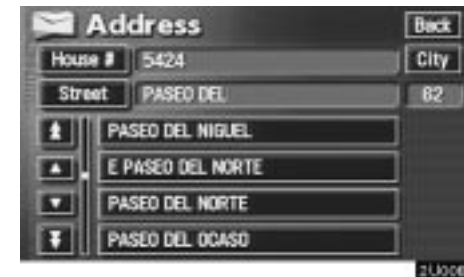 Address Back
House # 5424 City
Street PASEO DEL 82
PASEO DEL NIGUEL
E PASEO DEL NORTE
PASEO DEL NORTE
PASEO DEL OCASO